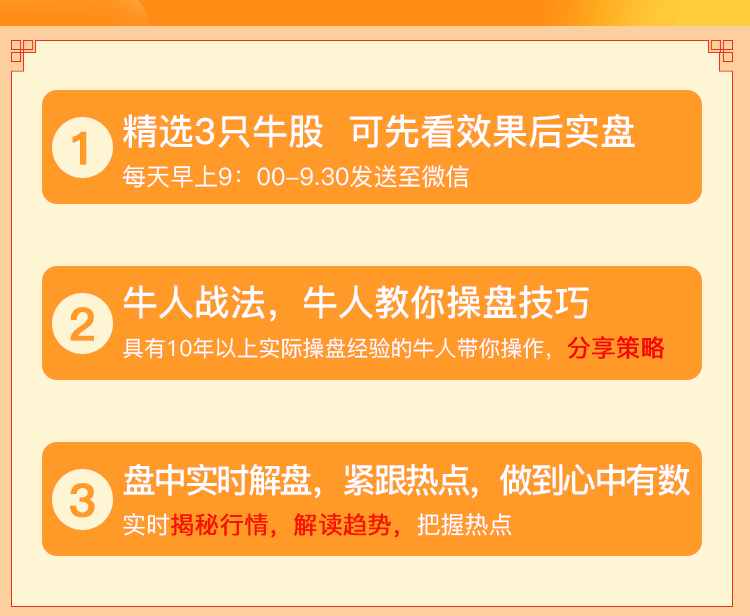 1
精选3只牛股 可先看效果后实盘
每天早上9：00-9.30发送至微信
2
牛人战法，牛人教你操盘技巧
具有10年以上实际操盘经验的牛人带你操作，分享策略
3
盘中实时解盘，紧跟热点，做到心中有数
实时揭秘行情，解读趋势，把握热点